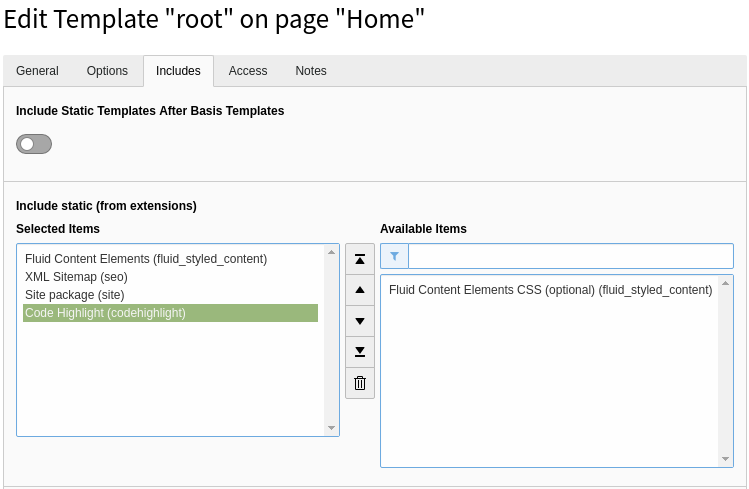 Edit Template "root" on page "Home"
General Options Includes Access Notes
Include Static Templates After Basis Templates
Include static (from extensions)
Selected Items
Fluid Content Elements (fluid_styled_content)
XML Sitemap (seo)
Site package (site)
Code Highlight (codehighlight)
Available Items
Fluid Content Elements CSS (optional) (fluid_styled_content)